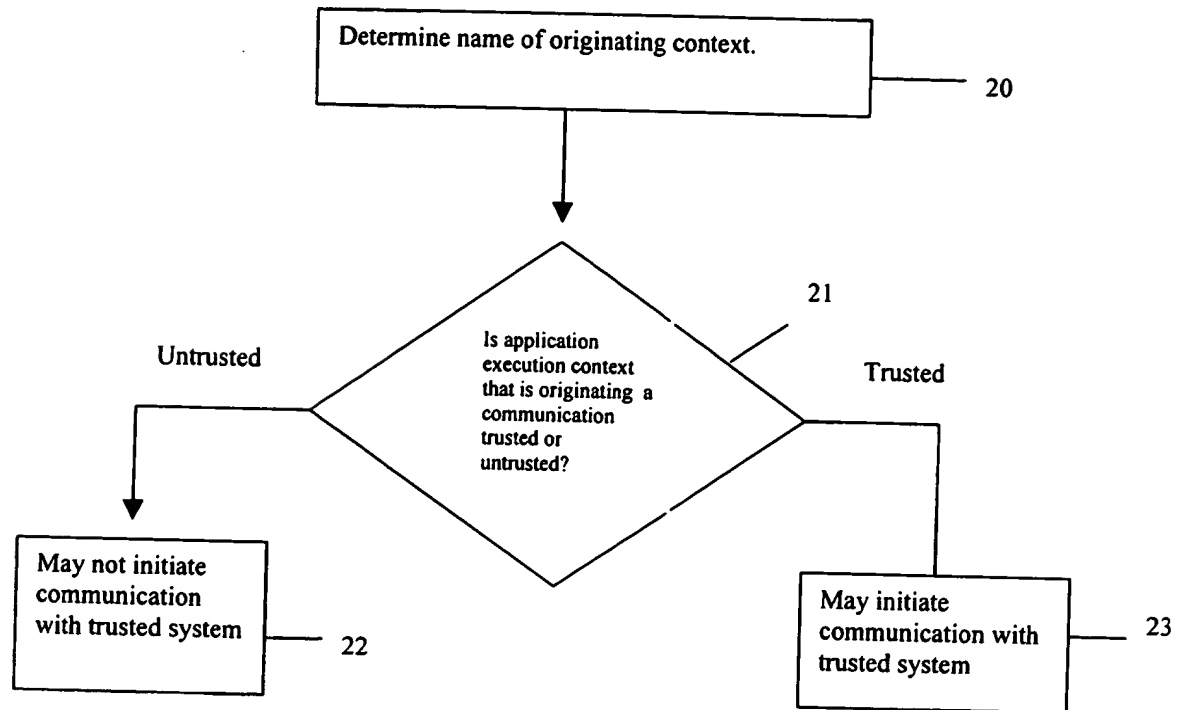 Determine name of originating context.
20
21
Is application
execution context
that is originating a
communication
trusted or
untrusted?
Untrusted
Trusted
May not initiate
communication
with trusted system
22
May initiate
communication with
trusted system
23